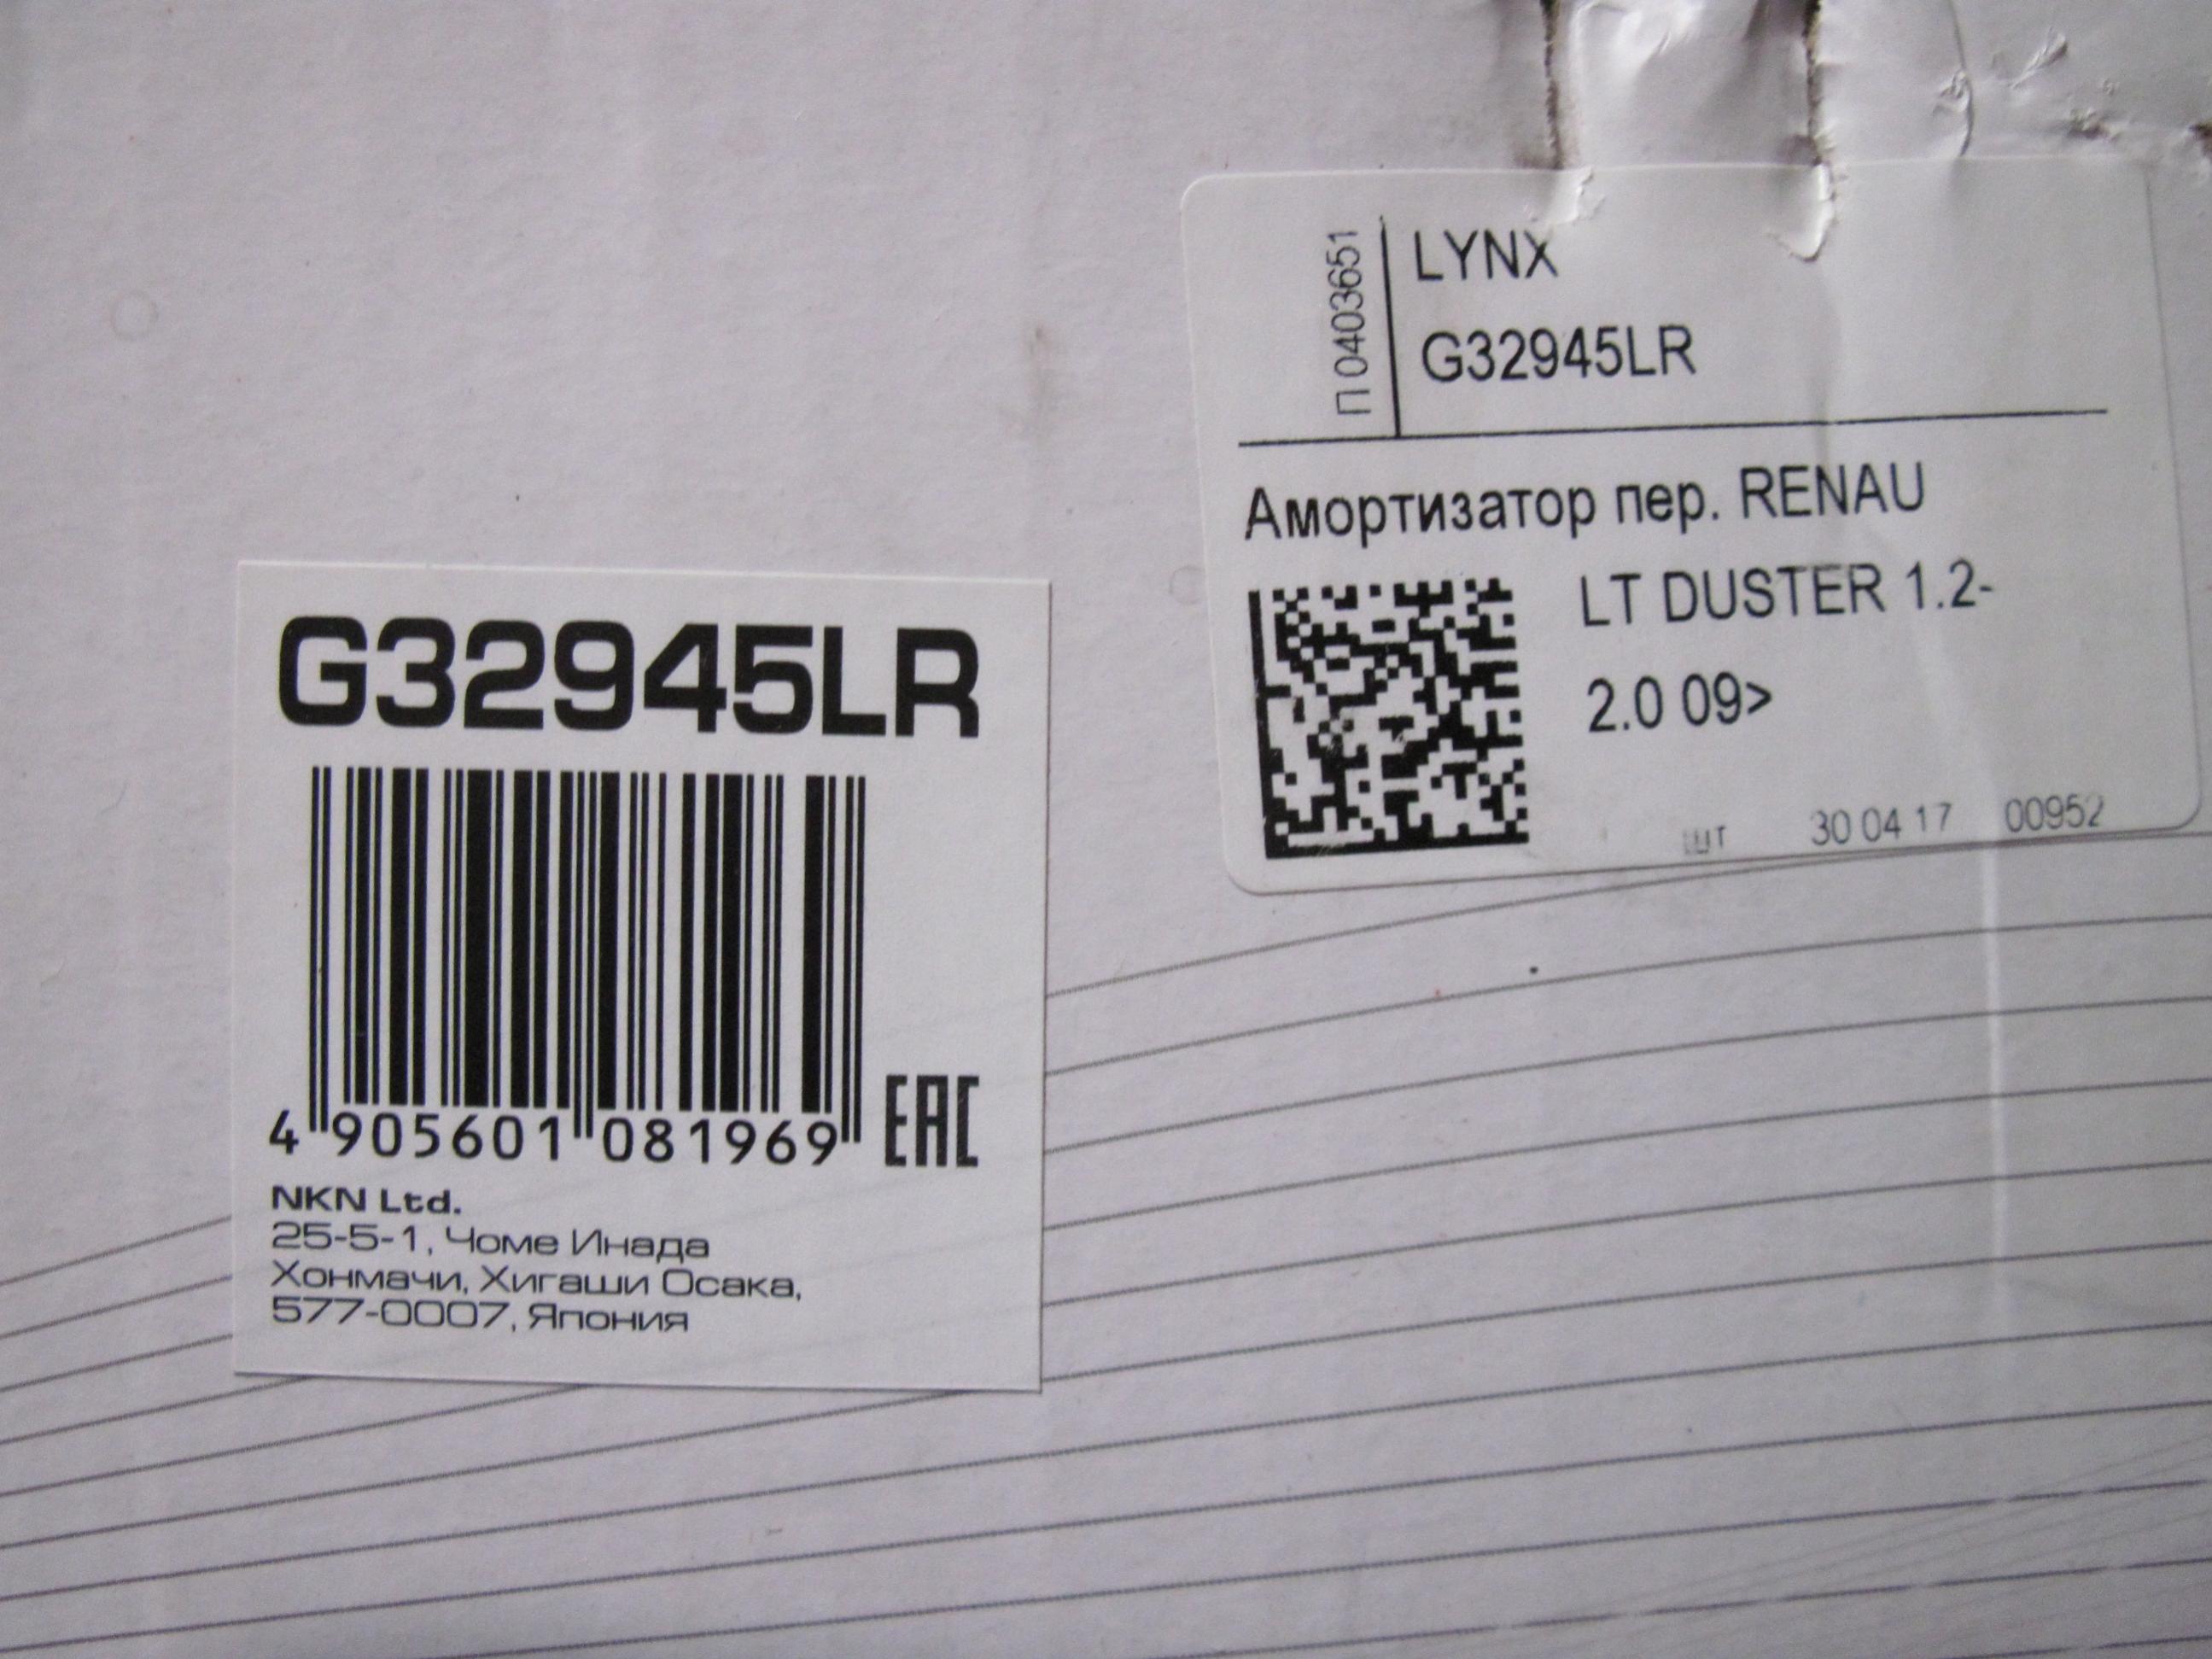 LYNX
G32945LR
П 0403651
Амортизатор пер. RENAU
LT DUSTER 1.2-
2.0 09>
шт 30 04 17 00952
G32945LR
4 905601 081969
EAC
NKN Ltd.
25-5-1, Чоме Инада
Хонмачи, Хигаши Осака,
577-0007, Япония